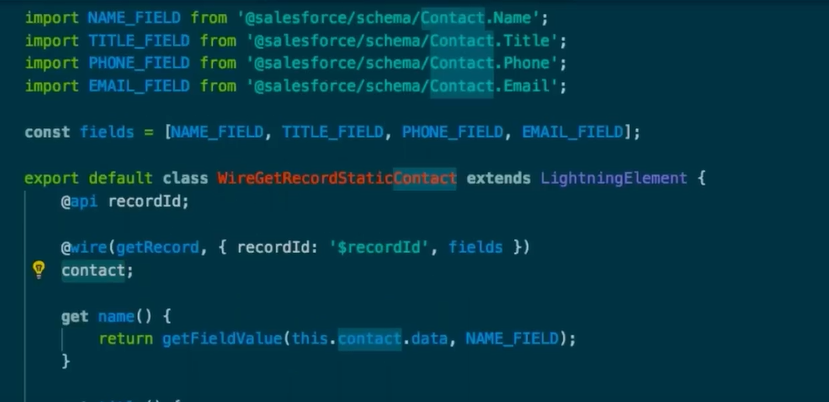 import NAME_FIELD from '@salesforce/schema/Contact.Name';
import TITLE_FIELD from '@salesforce/schema/Contact.Title';
import PHONE_FIELD from '@salesforce/schema/Contact.Phone';
import EMAIL_FIELD from '@salesforce/schema/Contact.Email';
const fields = [NAME_FIELD, TITLE_FIELD, PHONE_FIELD, EMAIL_FIELD];
export default class WireGetRecordStaticContact extends LightningElement {
@api recordId;
@wire(getRecord, { recordId: '$recordId', fields })
contact;
get name() {
return getFieldValue(this.contact.data, NAME_FIELD);
}